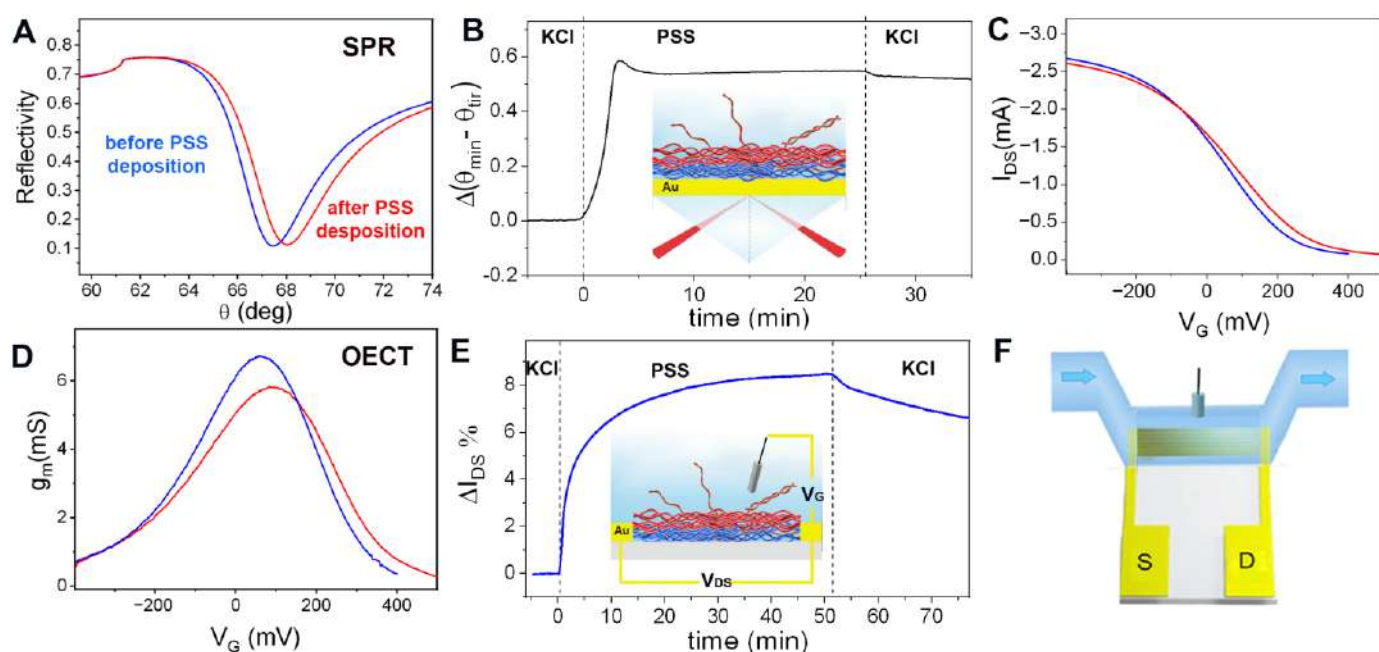 A
SPR
before PSS
deposition
after PSS
desposition
Reflectivity
0.8
0.7
0.6
0.5
0.4
0.3
0.2
0.1
60 62 64 66 68 70 72 74
θ (deg)
B
KCl PSS KCl
Δ(θmin- θtir)
0.6
0.4
0.2
0.0
-0.2
Au
0 10 20 30
time (min)
C
IDS(mA)
−3.0
−2.5
−2.0
−1.5
−1.0
−0.5
0.0
−200 0 200 400
VG (mV)
D
OECT
gm(mS)
6
4
2
0
−200 0 200 400
VG (mV)
E
KCl PSS KCl
ΔIDS %
8
6
4
2
0
VG
Au
VDS
0 10 20 30 40 50 60 70
time (min)
F
S D